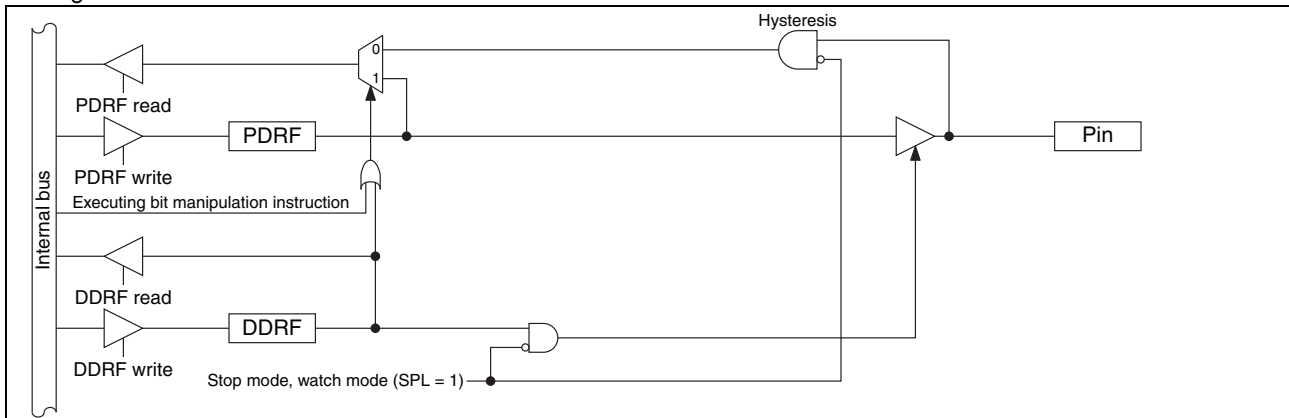 Hysteresis
0
1
PDRF read
PDRF
Pin
PDRF write
Executing bit manipulation instruction
Internal bus
DDRF read
DDRF
DDRF write
Stop mode, watch mode (SPL = 1)